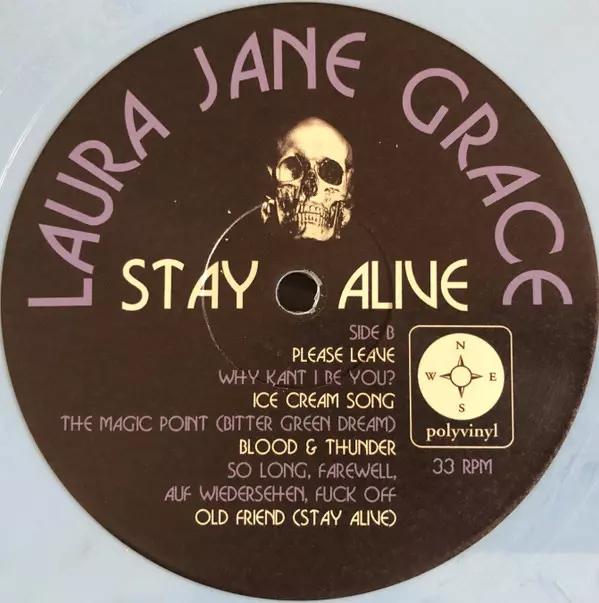 LAURA JANE GRACE
STAY ALIVE
SIDE B
PLEASE LEAVE
WHY KANT I BE YOU?
ICE CREAM SONG
THE MAGIC POINT (BITTER GREEN DREAM)
BLOOD & THUNDER
SO LONG, FAREWELL,
AUF WIEDERSEHEN, FUCK OFF
OLD FRIEND (STAY ALIVE)
N
W E
S
polyvinyl
33 RPM